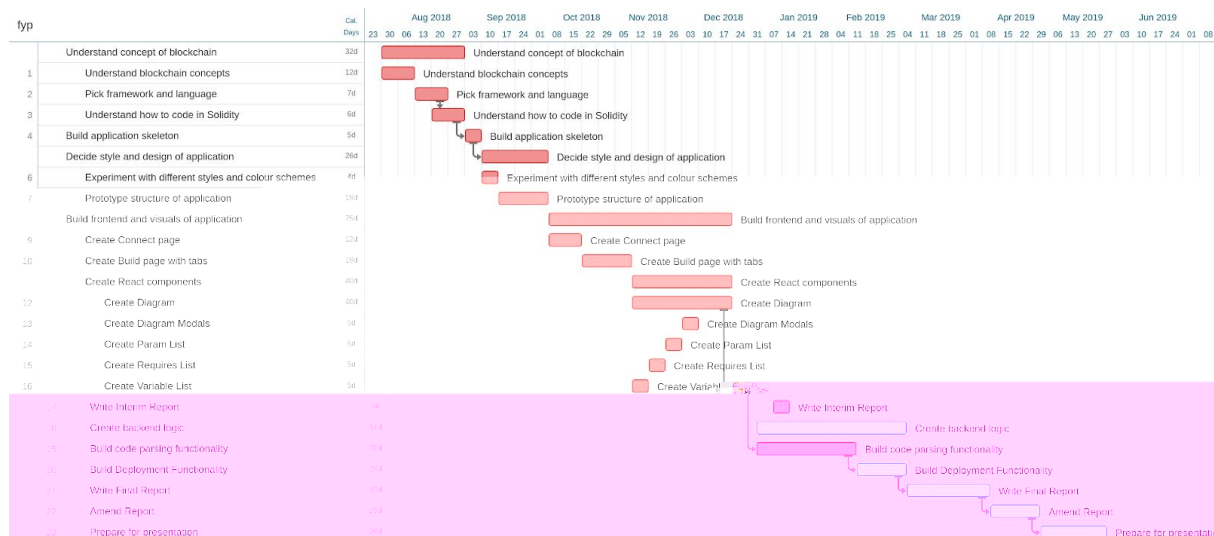 fyp Cal. Days Aug 2018 Sep 2018 Oct 2018 Nov 2018 Dec 2018 Jan 2019 Feb 2019 Mar 2019 Apr 2019 May 2019 Jun 2019
23 30 06 13 20 27 03 10 17 24 01 08 15 22 29 05 12 19 26 03 10 17 24 31 07 14 21 28 04 11 18 25 04 11 18 25 01 08 15 22 29 06 13 20 27 03 10 17 24 01 08
Understand concept of blockchain 32d Understand concept of blockchain
1 Understand blockchain concepts 12d Understand blockchain concepts
2 Pick framework and language 7d Pick framework and language
3 Understand how to code in Solidity 6d Understand how to code in Solidity
4 Build application skeleton 5d Build application skeleton
Decide style and design of application 26d Decide style and design of application
6 Experiment with different styles and colour schemes 4d Experiment with different styles and colour schemes
7 Prototype structure of application 19d Prototype structure of application
Build frontend and visuals of application Build frontend and visuals of application
9 Create Connect page 12d Create Connect page
10 Create Build page with tabs Create Build page with tabs
Create React components 40d Create React components
12 Create Diagram 40d Create Diagram
13 Create Diagram Modals 5d Create Diagram Modals
14 Create Param List 5d Create Param List
15 Create Requires List 5d Create Requires List
16 Create Variable List 5d Create
Write Interim Report Write Interim Report
Create backend logic Create backend logic
Build code parsing functionality Build code parsing functionality
Build Deployment Functionality Build Deployment Functionality
Write Final Report Write Final Report
Amend Report Amend Report
Prepare for presentation Prepare for